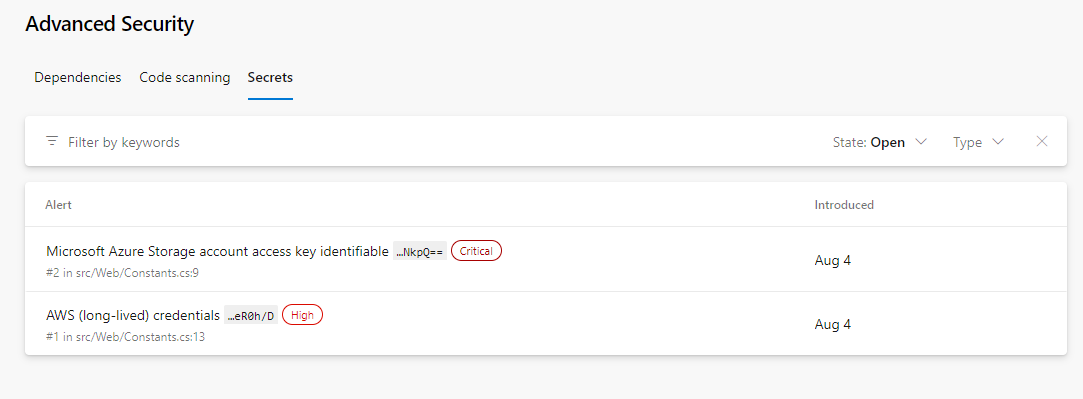 Advanced Security
Dependencies Code scanning Secrets
Filter by keywords State: Open Type
Alert Introduced
Microsoft Azure Storage account access key identifiable …NkpQ== Critical
#2 in src/Web/Constants.cs:9 Aug 4
AWS (long-lived) credentials …eR0h/D High
#1 in src/Web/Constants.cs:13 Aug 4